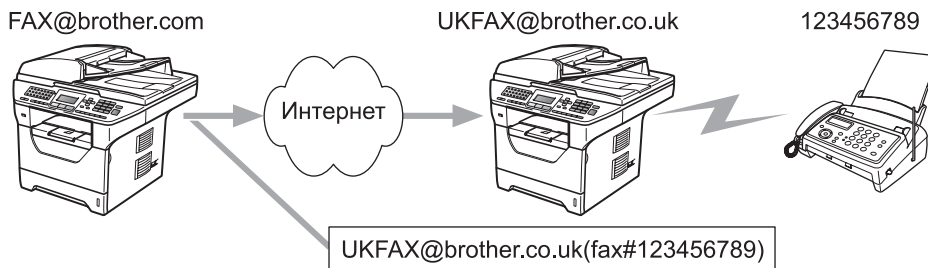 FAX@brother.com
UKFAX@brother.co.uk
123456789
Интернет
UKFAX@brother.co.uk(fax#123456789)